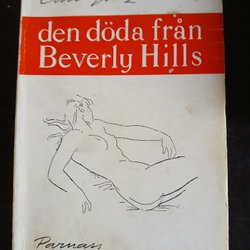 den döda från
Beverly Hills
Parnass